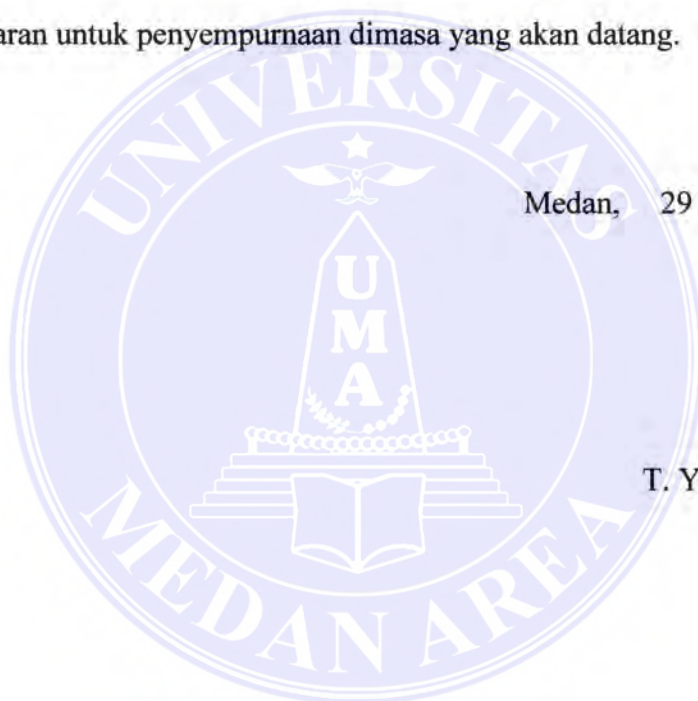 aran untuk penyempurnaan dimasa yang akan datang.
UNIVERSITAS
Medan, 29
U
M
A
T. Y
MEDAN AREA